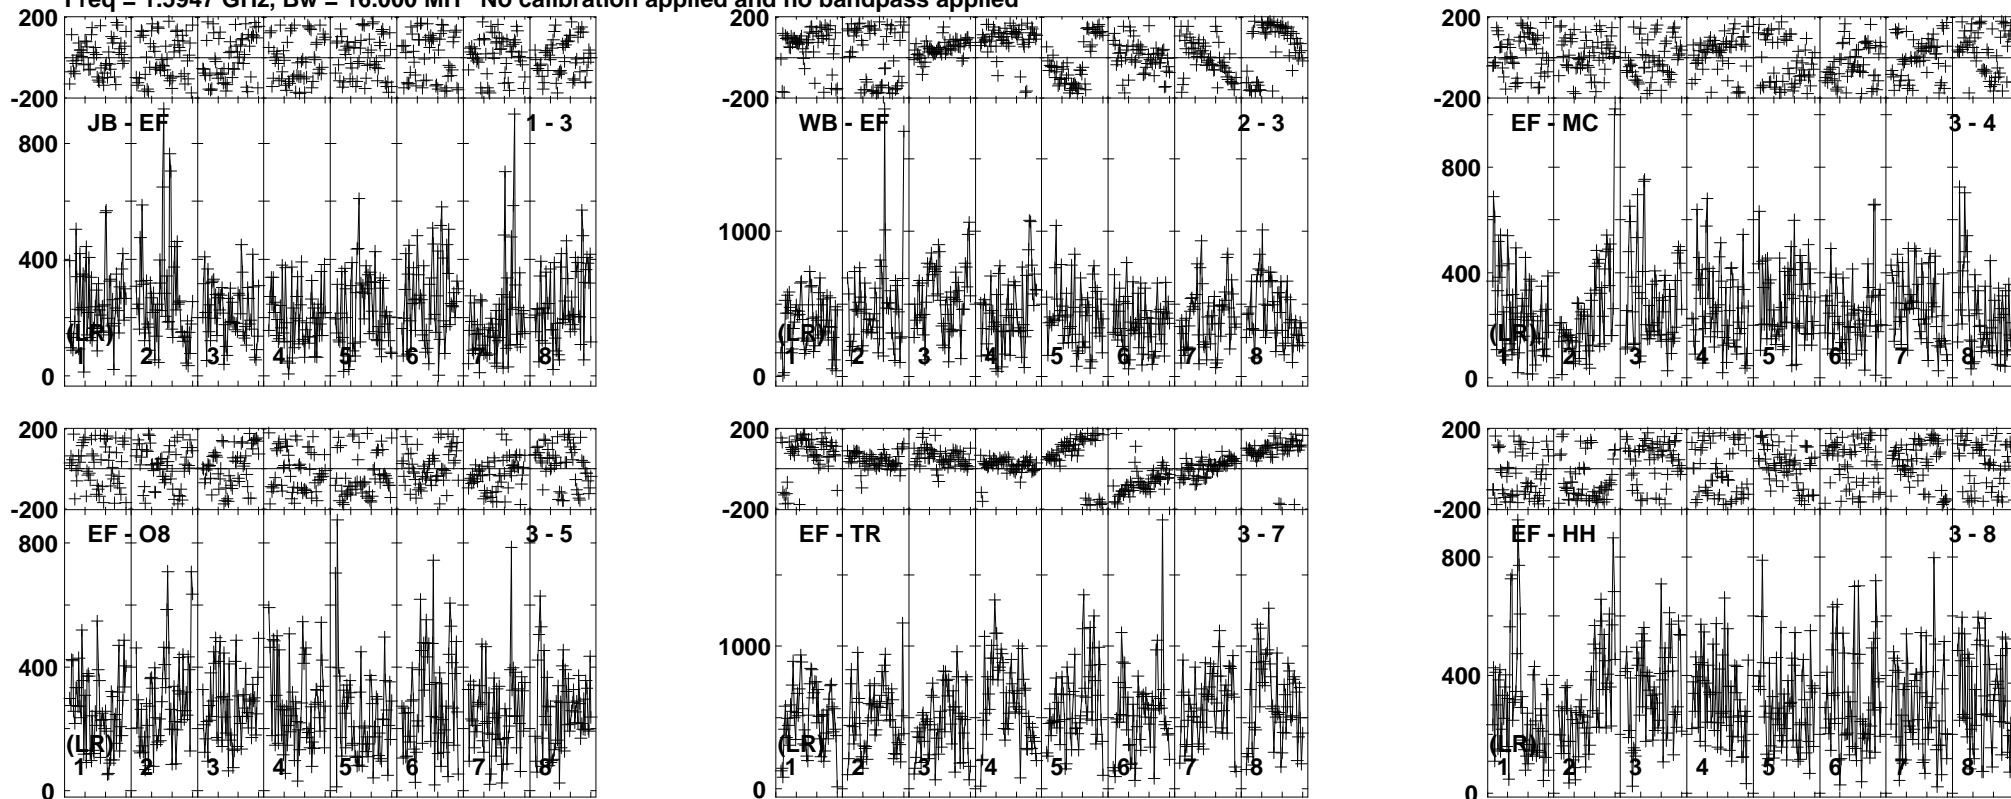 Freq = 1.5947 GHz, Bw = 16.000 MH No calibration applied and no bandpass applied
200
-200
JB - EF 1 - 3
800
400
(LR)
0
1 2 3 4 5 6 7 8
200
-200
WB - EF 2 - 3
1000
(LR)
0
1 2 3 4 5 6 7 8
200
-200
EF - MC 3 - 4
800
400
(LR)
0
1 2 3 4 5 6 7 8
200
-200
EF - O8 3 - 5
800
400
(LR)
0
1 2 3 4 5 6 7 8
200
-200
EF - TR 3 - 7
1000
(LR)
0
1 2 3 4 5 6 7 8
200
-200
EF - HH 3 - 8
800
400
(LR)
0
1 2 3 4 5 6 7 8